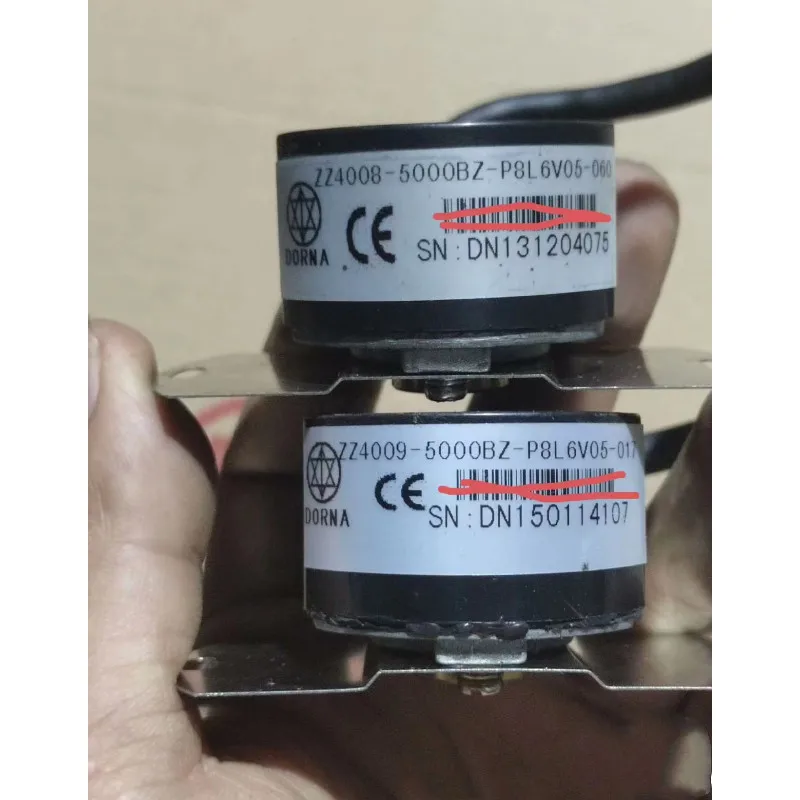 ZZ4008-5000BZ-P8L6V05-060
CE
DORNA
SN:DN131204075
ZZ4009-5000BZ-P8L6V05-017
CE
DORNA
SN:DN150114107